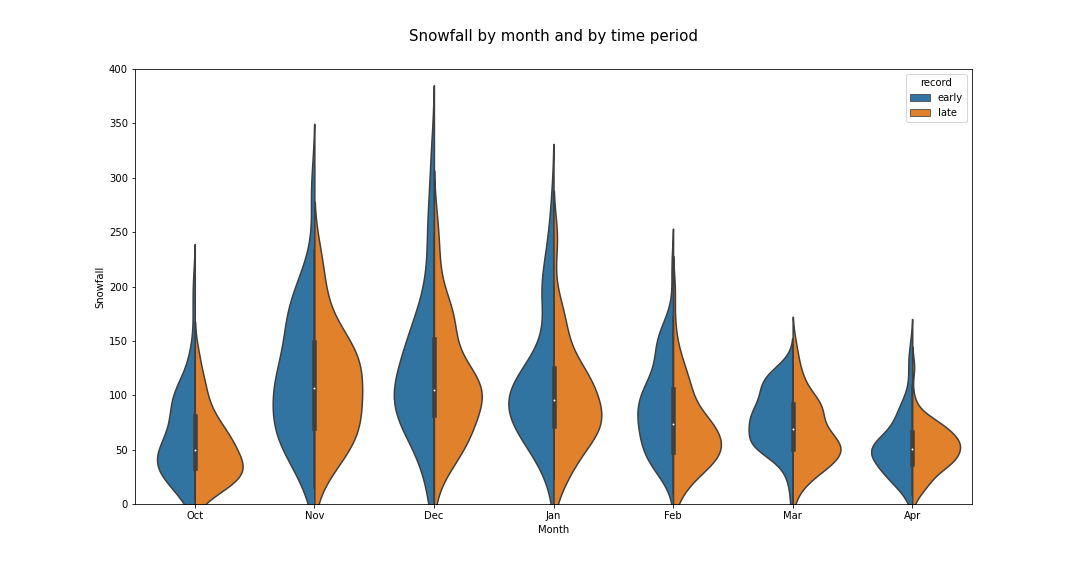 Snowfall by month and by time period
400
350
300
250
200
150
100
50
0
Snowfall
record
early
late
Oct
Nov
Dec
Jan
Feb
Mar
Apr
Month